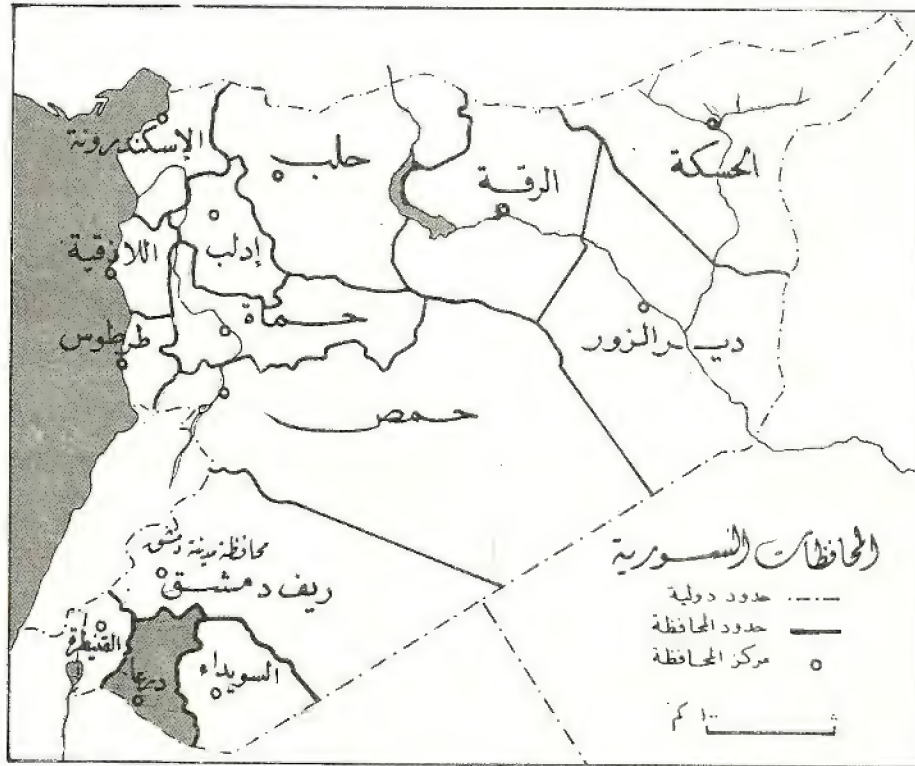 الإسكندرونة
حلب
الحسكة
الرقة
إدلب
اللاذقية
حماة
طرطوس
دير الزور
حمص
محافظة مدينة دمشق
ريف دمشق
القنيطرة
درعا
السويداء
المحافظات السورية
حدود دولية
حدود المحافظة
مركز المحافظة
كم